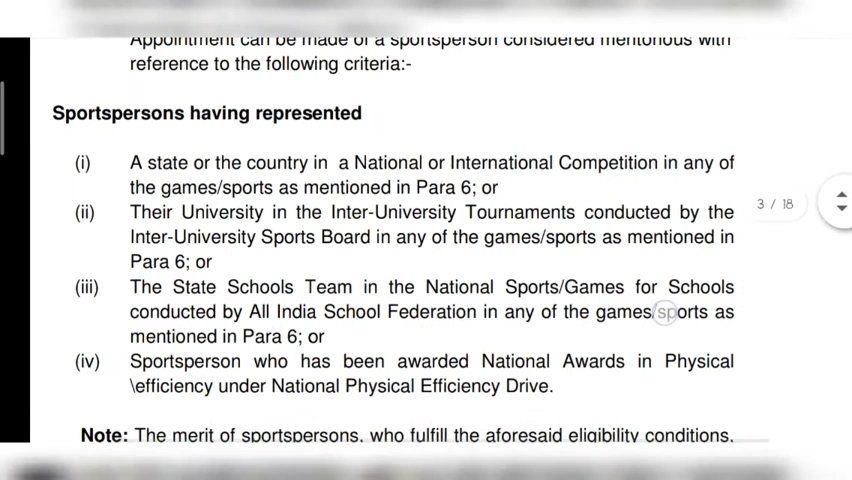 Appointment can be made of a sportsperson considered meritorious with
reference to the following criteria:-
Sportspersons having represented
(i) A state or the country in a National or International Competition in any of
the games/sports as mentioned in Para 6; or
(ii) Their University in the Inter-University Tournaments conducted by the
Inter-University Sports Board in any of the games/sports as mentioned in
Para 6; or
3 / 18
(iii) The State Schools Team in the National Sports/Games for Schools
conducted by All India School Federation in any of the games/sports as
mentioned in Para 6; or
(iv) Sportsperson who has been awarded National Awards in Physical
\efficiency under National Physical Efficiency Drive.
Note: The merit of sportspersons, who fulfill the aforesaid eligibility conditions,